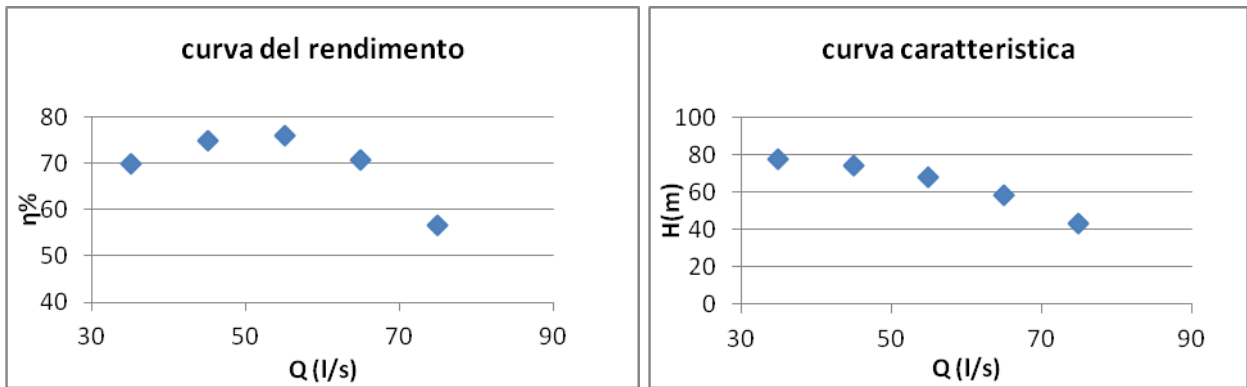 curva del rendimento
80
70
60
50
40
η%
30 50 70 90
Q (l/s)
curva caratteristica
100
80
60
40
20
0
H(m)
30 50 70 90
Q (l/s)